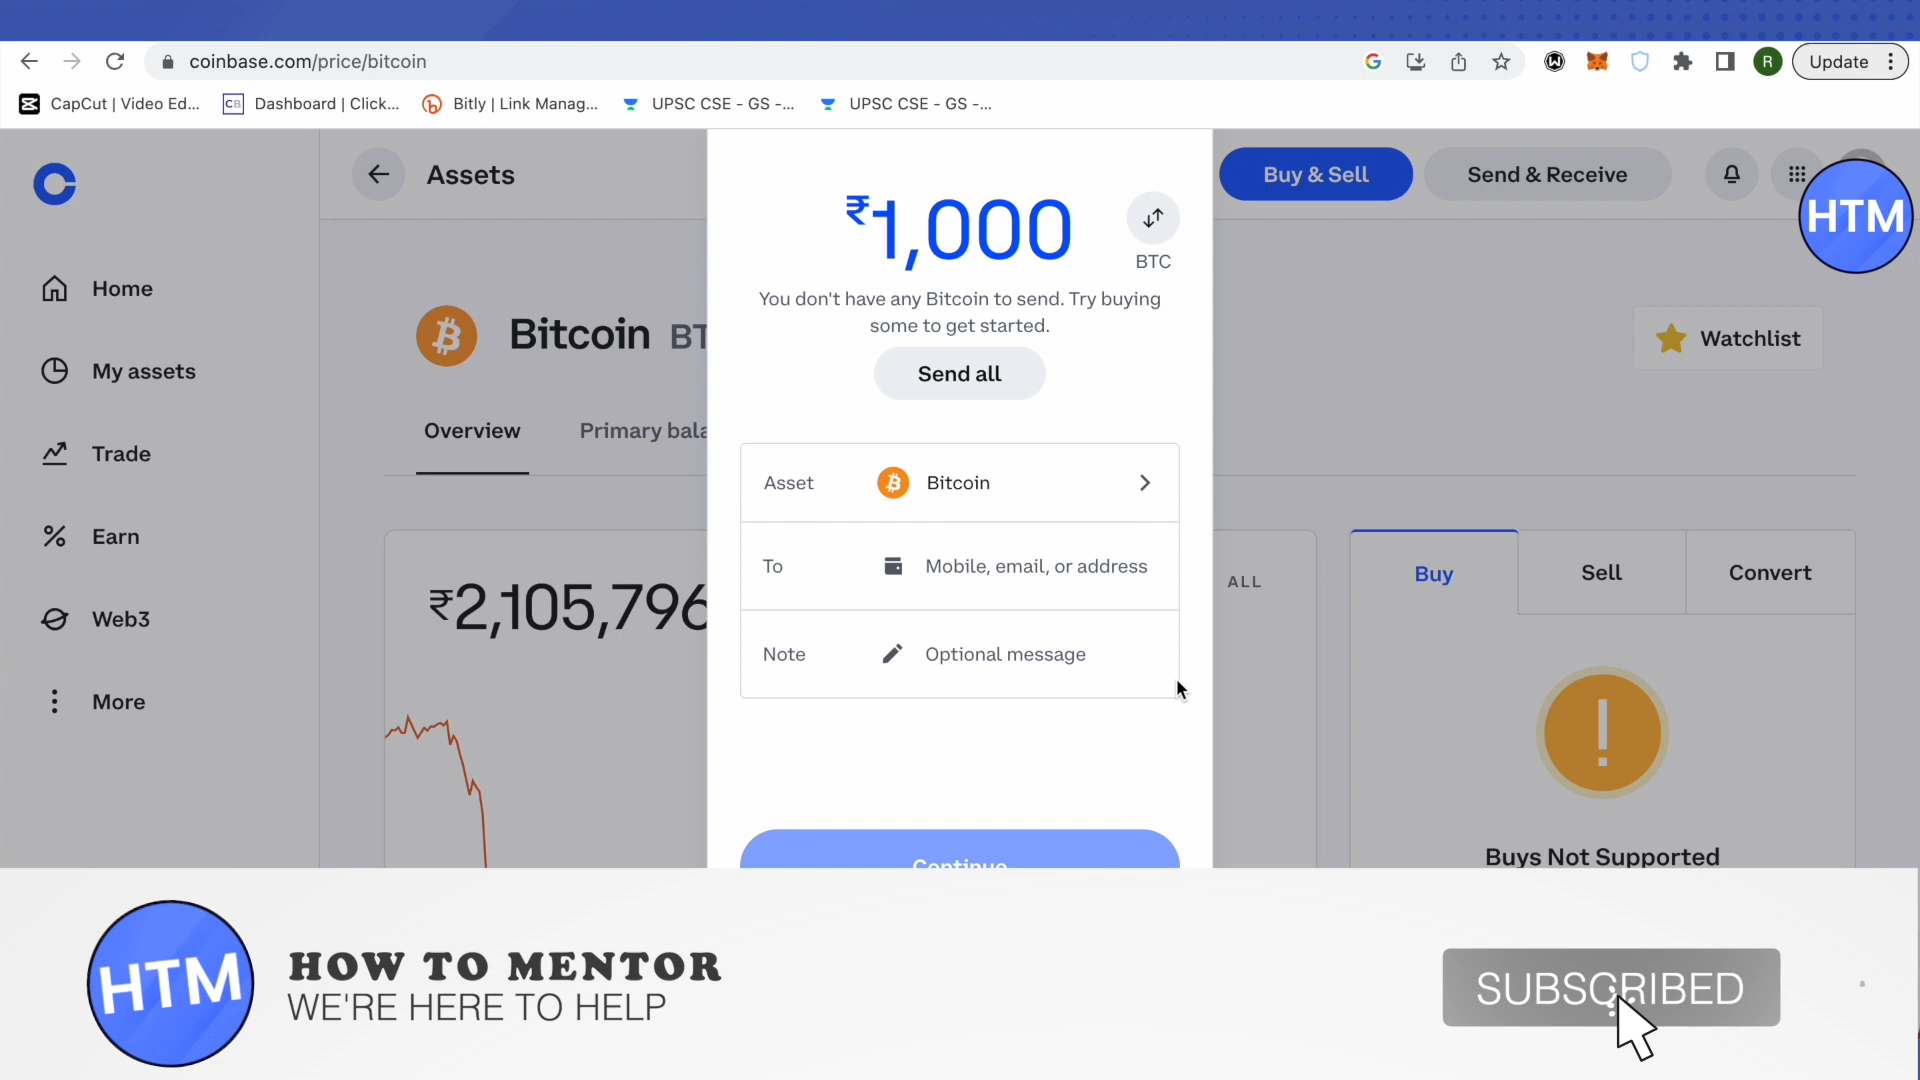 coinbase.com/price/bitcoin
R
Update
CapCut | Video Ed...
CB
Dashboard | Click...
Bitly | Link Manag...
UPSC CSE - GS -...
UPSC CSE - GS -...
Assets
Buy & Sell
Send & Receive
HTM
Home
My assets
Trade
Earn
Web3
More
Bitcoin BT
Watchlist
Overview
Primary bala
₹2,105,796
ALL
₹1,000
BTC
You don't have any Bitcoin to send. Try buying
some to get started.
Send all
Asset
Bitcoin
To
Mobile, email, or address
Note
Optional message
Continue
Buy
Sell
Convert
Buys Not Supported
HTM
HOW TO MENTOR
WE'RE HERE TO HELP
SUBSCRIBED